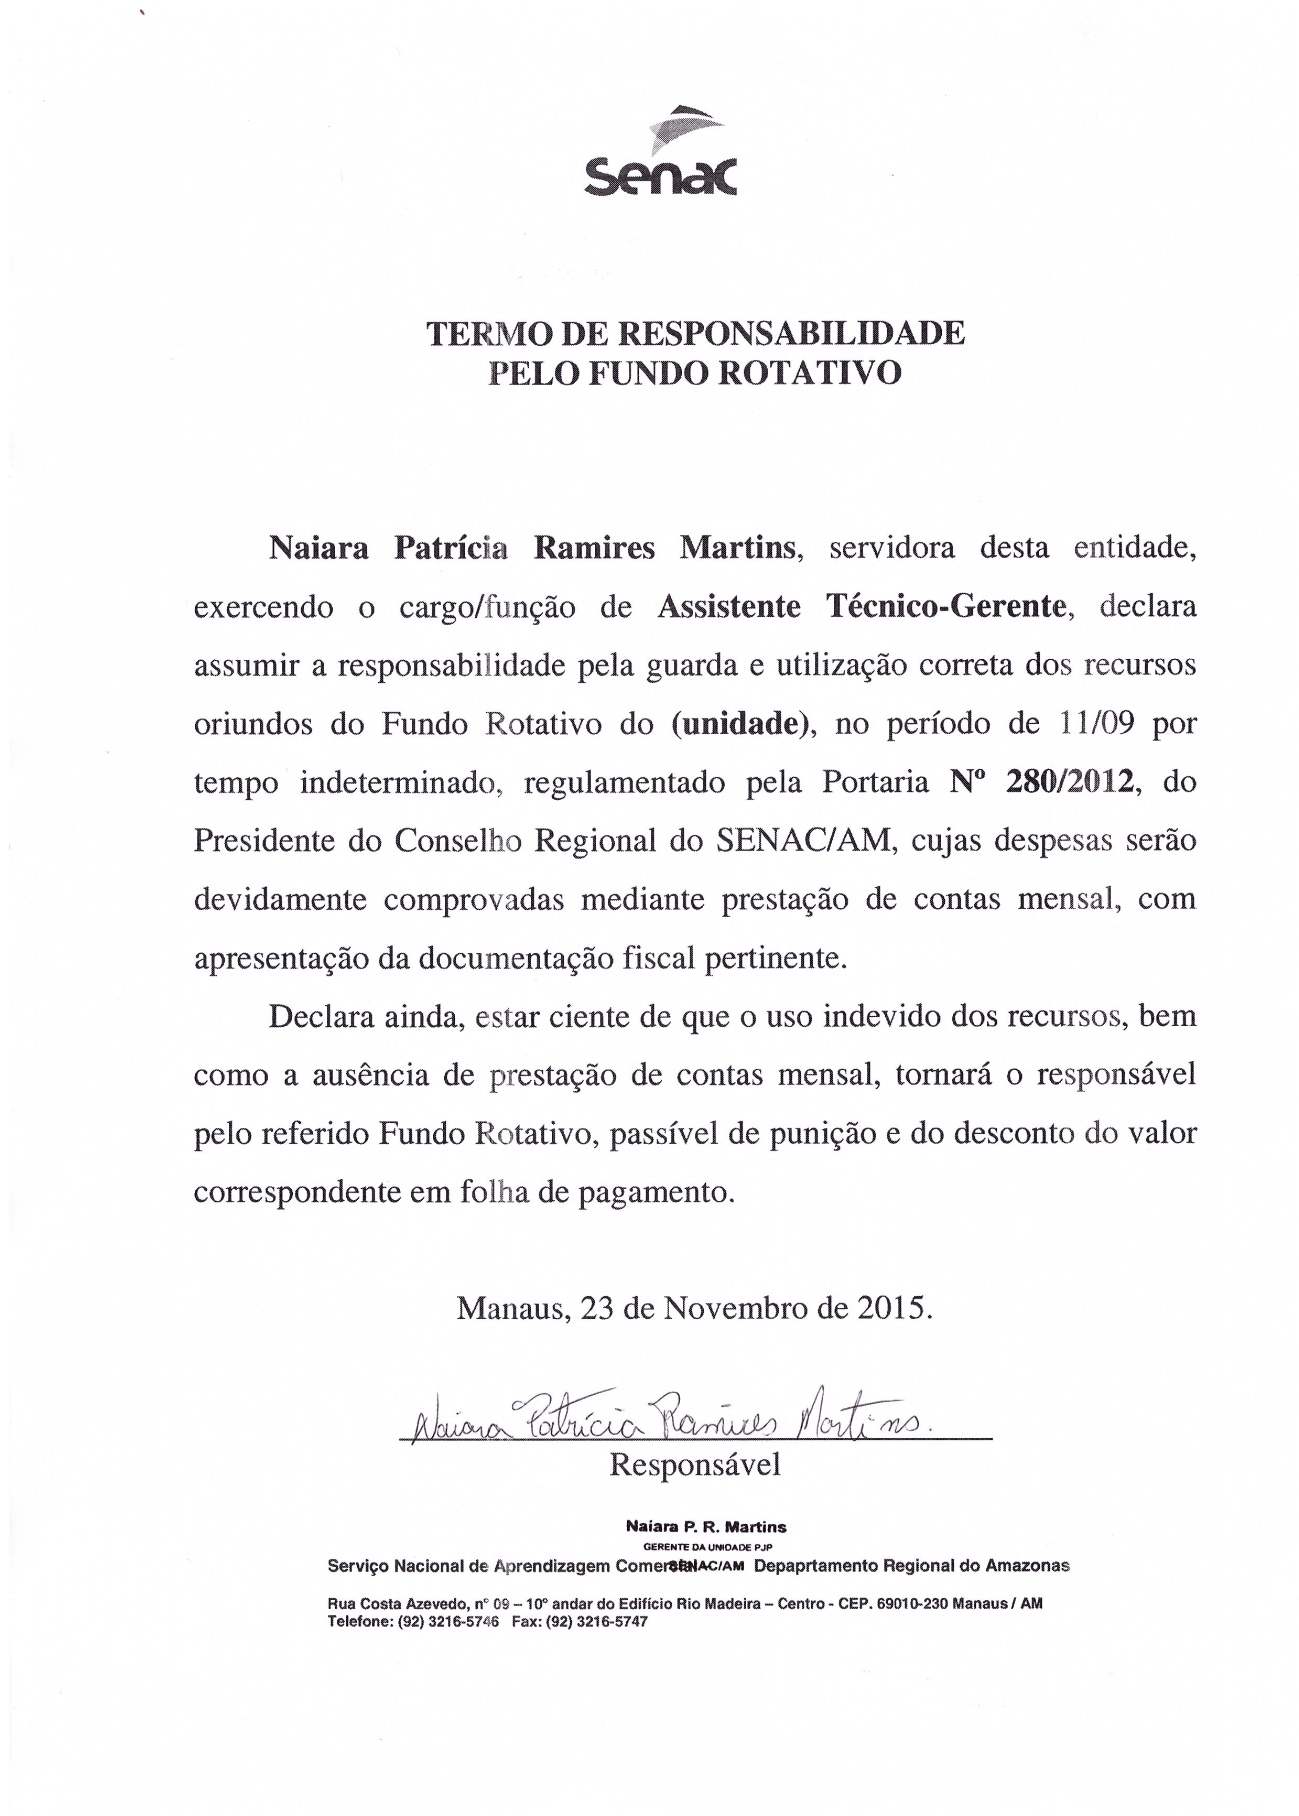 senac
TERMO DE RESPONSABILIDADE
PELO FUNDO ROTATIVO
Naiara Patrícia Ramires Martins, servidora desta entidade,
exercendo o cargo/função de Assistente Técnico-Gerente, declara
assumir a responsabilidade pela guarda e utilização correta dos recursos
oriundos do Fundo Rotativo do (unidade), no período de 11/09 por
tempo indeterminado, regulamentado pela Portaria Nº 280/2012, do
Presidente do Conselho Regional do SENAC/AM, cujas despesas serão
devidamente comprovadas mediante prestação de contas mensal, com
apresentação da documentação fiscal pertinente.
Declara ainda, estar ciente de que o uso indevido dos recursos, bem
como a ausência de prestação de contas mensal, tornará o responsável
pelo referido Fundo Rotativo, passível de punição e do desconto do valor
correspondente em folha de pagamento.
Manaus, 23 de Novembro de 2015.
Naiara Patrícia Ramires Martins.
Responsável
Naiara P. R. Martins
GERENTE DA UNIDADE PJP
SENAC/AM
Serviço Nacional de Aprendizagem Comercial Depaprtamento Regional do Amazonas
Rua Costa Azevedo, nº 09 – 10º andar do Edifício Rio Madeira – Centro - CEP. 69010-230 Manaus / AM
Telefone: (92) 3216-5746 Fax: (92) 3216-5747